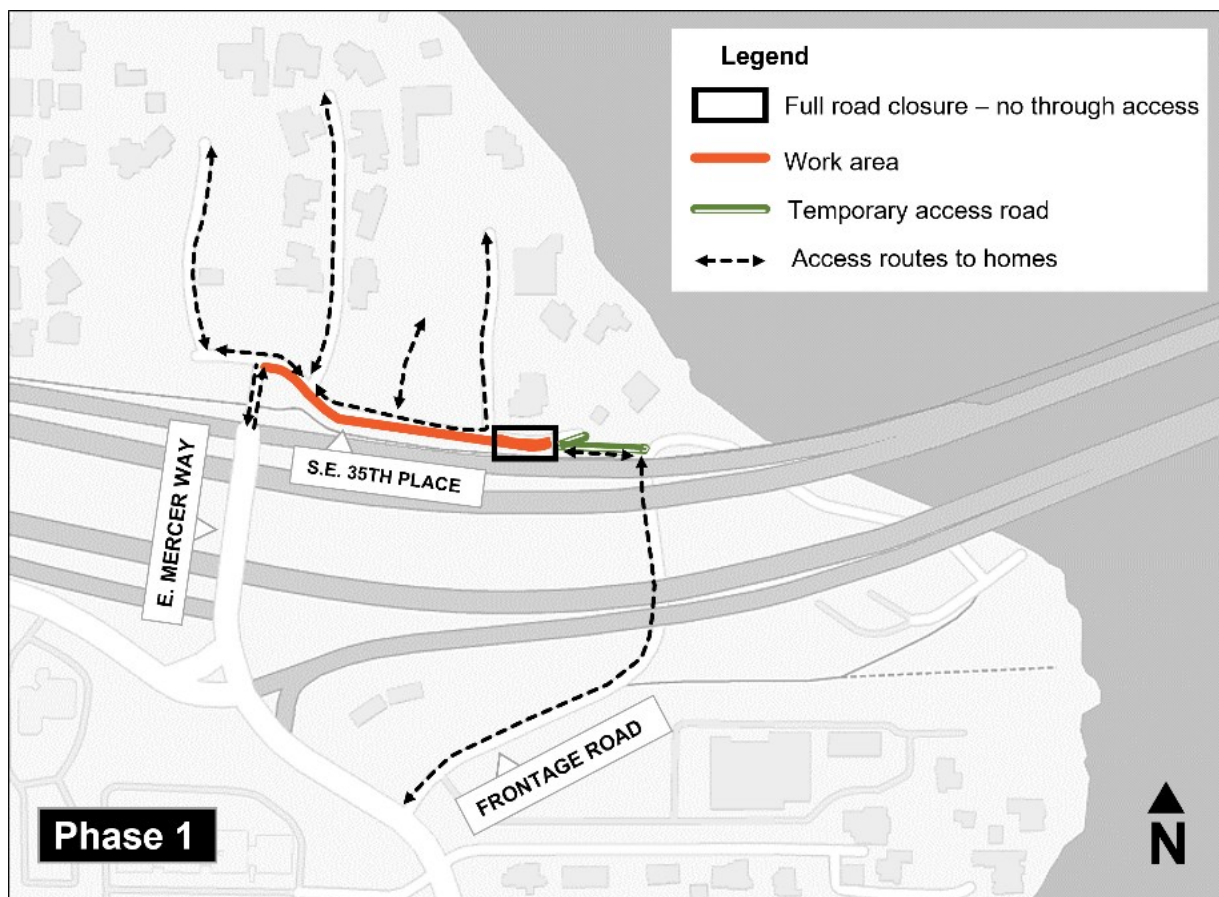 Legend
Full road closure – no through access
Work area
Temporary access road
Access routes to homes
S.E. 35TH PLACE
E. MERCER WAY
FRONTAGE ROAD
Phase 1
N